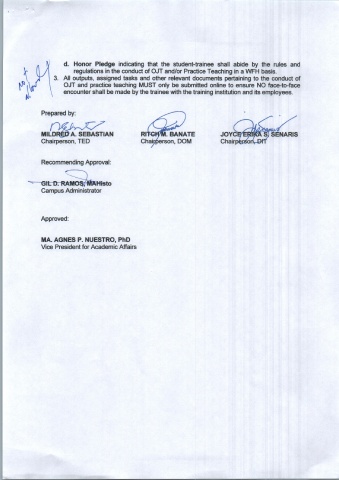 d. Honor Pledge indicating that the student-trainee shall abide by the rules and
regulations in the conduct of OJT and/or Practice Teaching in a WFH basis.
3. All outputs, assigned tasks and other relevant documents pertaining to the conduct of
OJT and practice teaching MUST only be submitted online to ensure NO face-to-face
encounter shall be made by the trainee with the training institution and its employees.
Prepared by:
MILDRED A. SEBASTIAN RITCH M. BANATE JOYCE ERIKA S. SENARIS
Chairperson, TED Chairperson, DOM Chairperson, DIT
Recommending Approval:
GIL D. RAMOS, MAHisto
Campus Administrator
Approved:
MA. AGNES P. NUESTRO, PhD
Vice President for Academic Affairs